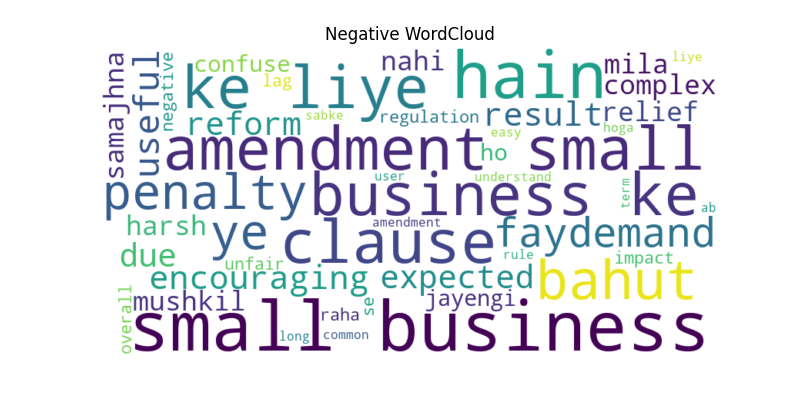 Negative WordCloud
samajhna useful negative confuse lag nahi hain mila liye
ke liye complex
reform sabke regulation result relief
amendment small easy ho hoga
penalty business ke user understand term ab
harsh ye clause amendment faydemand
due unfair rule impact
encouraging expected bahut
overall mushkil raha se jayengi
small business long common